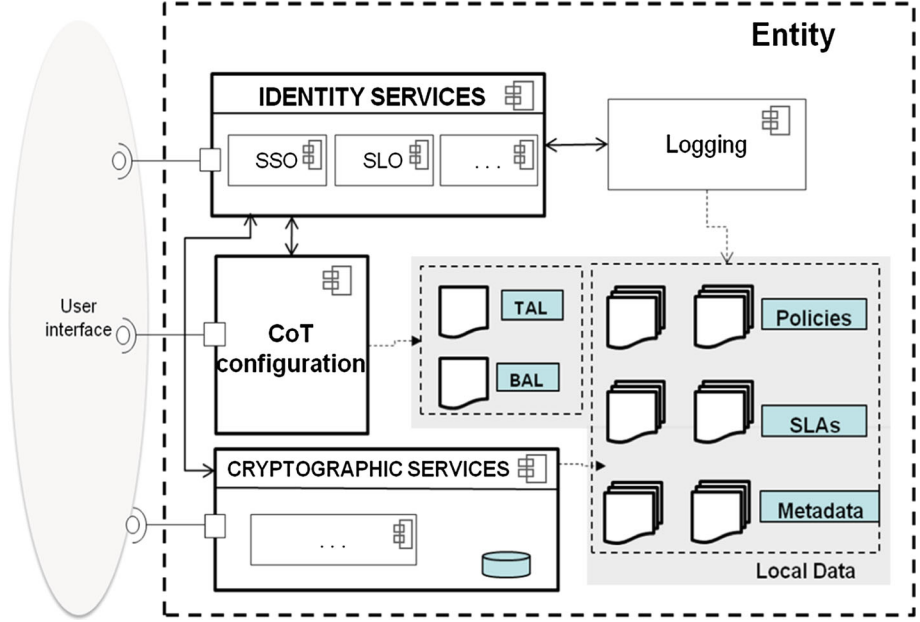 Entity
IDENTITY SERVICES
SSO
SLO
. . .
Logging
User
interface
CoT
configuration
TAL
BAL
Policies
SLAs
Metadata
CRYPTOGRAPHIC SERVICES
. . .
Local Data